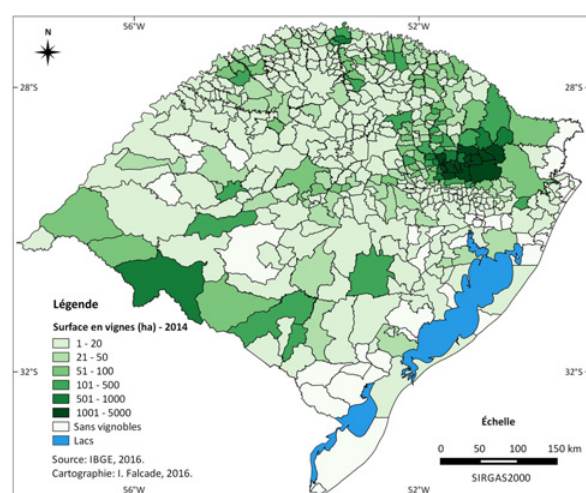 56°W
52°W
N
28°S
28°S
Légende
Surface en vignes (ha) - 2014
1 - 20
21 - 50
51 - 100
101 - 500
501 - 1000
1001 - 5000
Sans vignobles
Lacs
32°S
32°S
Source: IBGE, 2016.
Cartographie: I. Falcade, 2016.
Échelle
0 50 100 150 km
SIRGAS2000
56°W
52°W